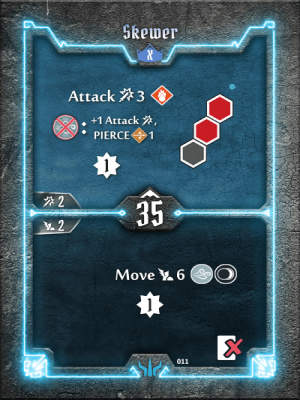 Skewer
X
Attack 3
+1 Attack ,
PIERCE 1
1
35
2
2
Move 6
1
011